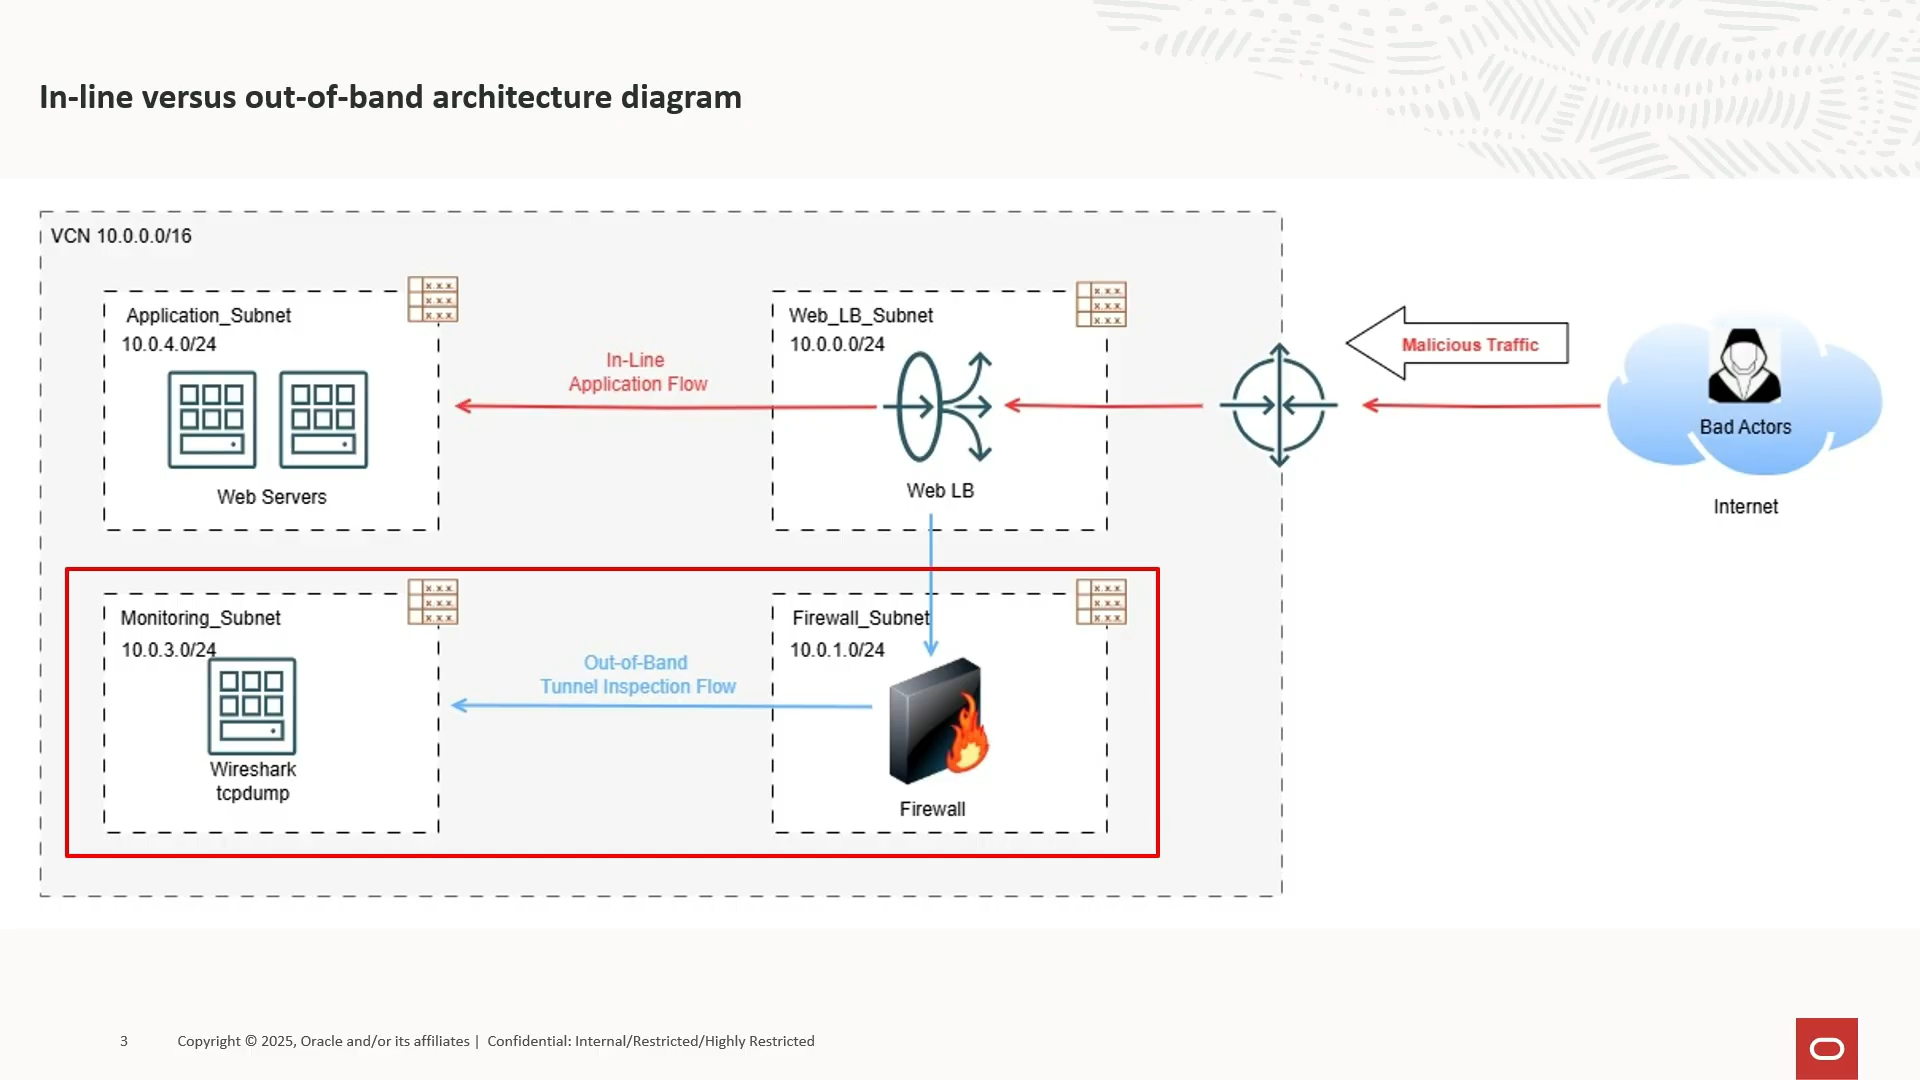 In-line versus out-of-band architecture diagram
VCN 10.0.0.0/16
Application_Subnet
10.0.4.0/24
x.x.x.
x.x.x.
x.x.x.
Web Servers
In-Line
Application Flow
Web_LB_Subnet
10.0.0.0/24
x.x.x.
x.x.x.
x.x.x.
Web LB
Malicious Traffic
Bad Actors
Internet
Monitoring_Subnet
10.0.3.0/24
x.x.x.
x.x.x.
x.x.x.
Wireshark
tcpdump
Out-of-Band
Tunnel Inspection Flow
Firewall_Subnet
10.0.1.0/24
x.x.x.
x.x.x.
x.x.x.
Firewall
3
Copyright © 2025, Oracle and/or its affiliates | Confidential: Internal/Restricted/Highly Restricted